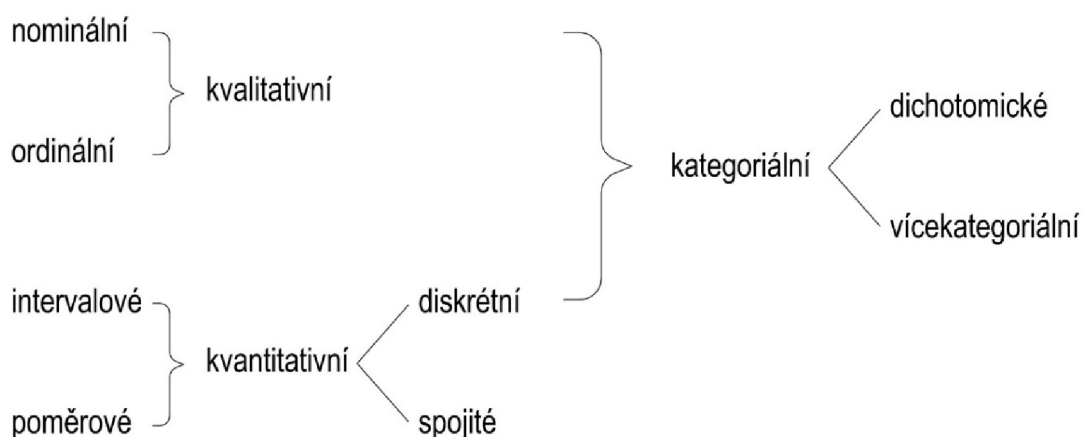 nominální
kvalitativní
ordinální
kategoriální
dichotomické
vícekategoriální
intervalové
kvantitativní
poměrové
diskrétní
spojité